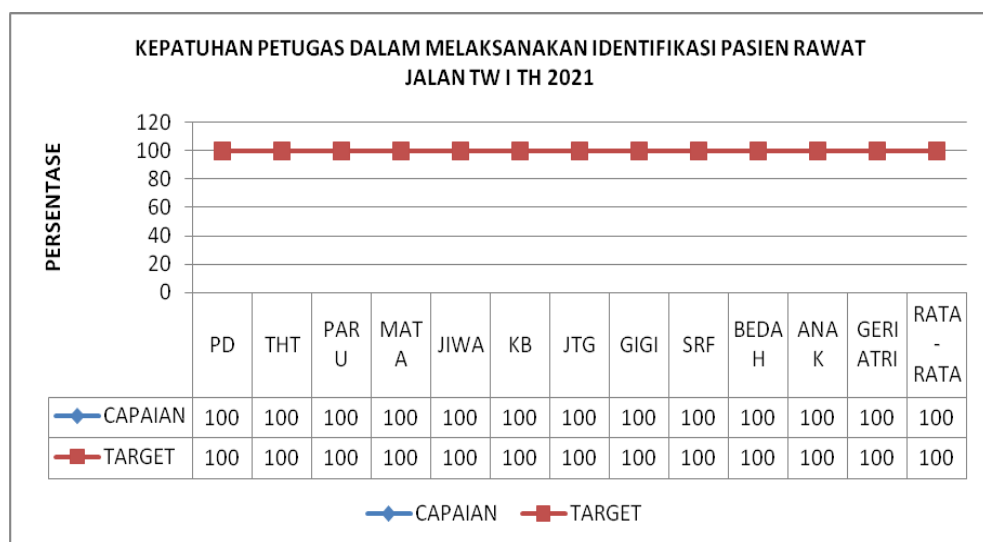 KEPATUHAN PETUGAS DALAM MELAKSANAKAN IDENTIFIKASI PASIEN RAWAT
JALAN TW I TH 2021
PERSENTASE
120
100
80
60
40
20
0
PD THT PAR U MAT A JIWA KB JTG GIGI SRF BEDA H ANA K GERI ATRI RATA - RATA
CAPAIAN 100 100 100 100 100 100 100 100 100 100 100 100 100
TARGET 100 100 100 100 100 100 100 100 100 100 100 100 100
CAPAIAN TARGET